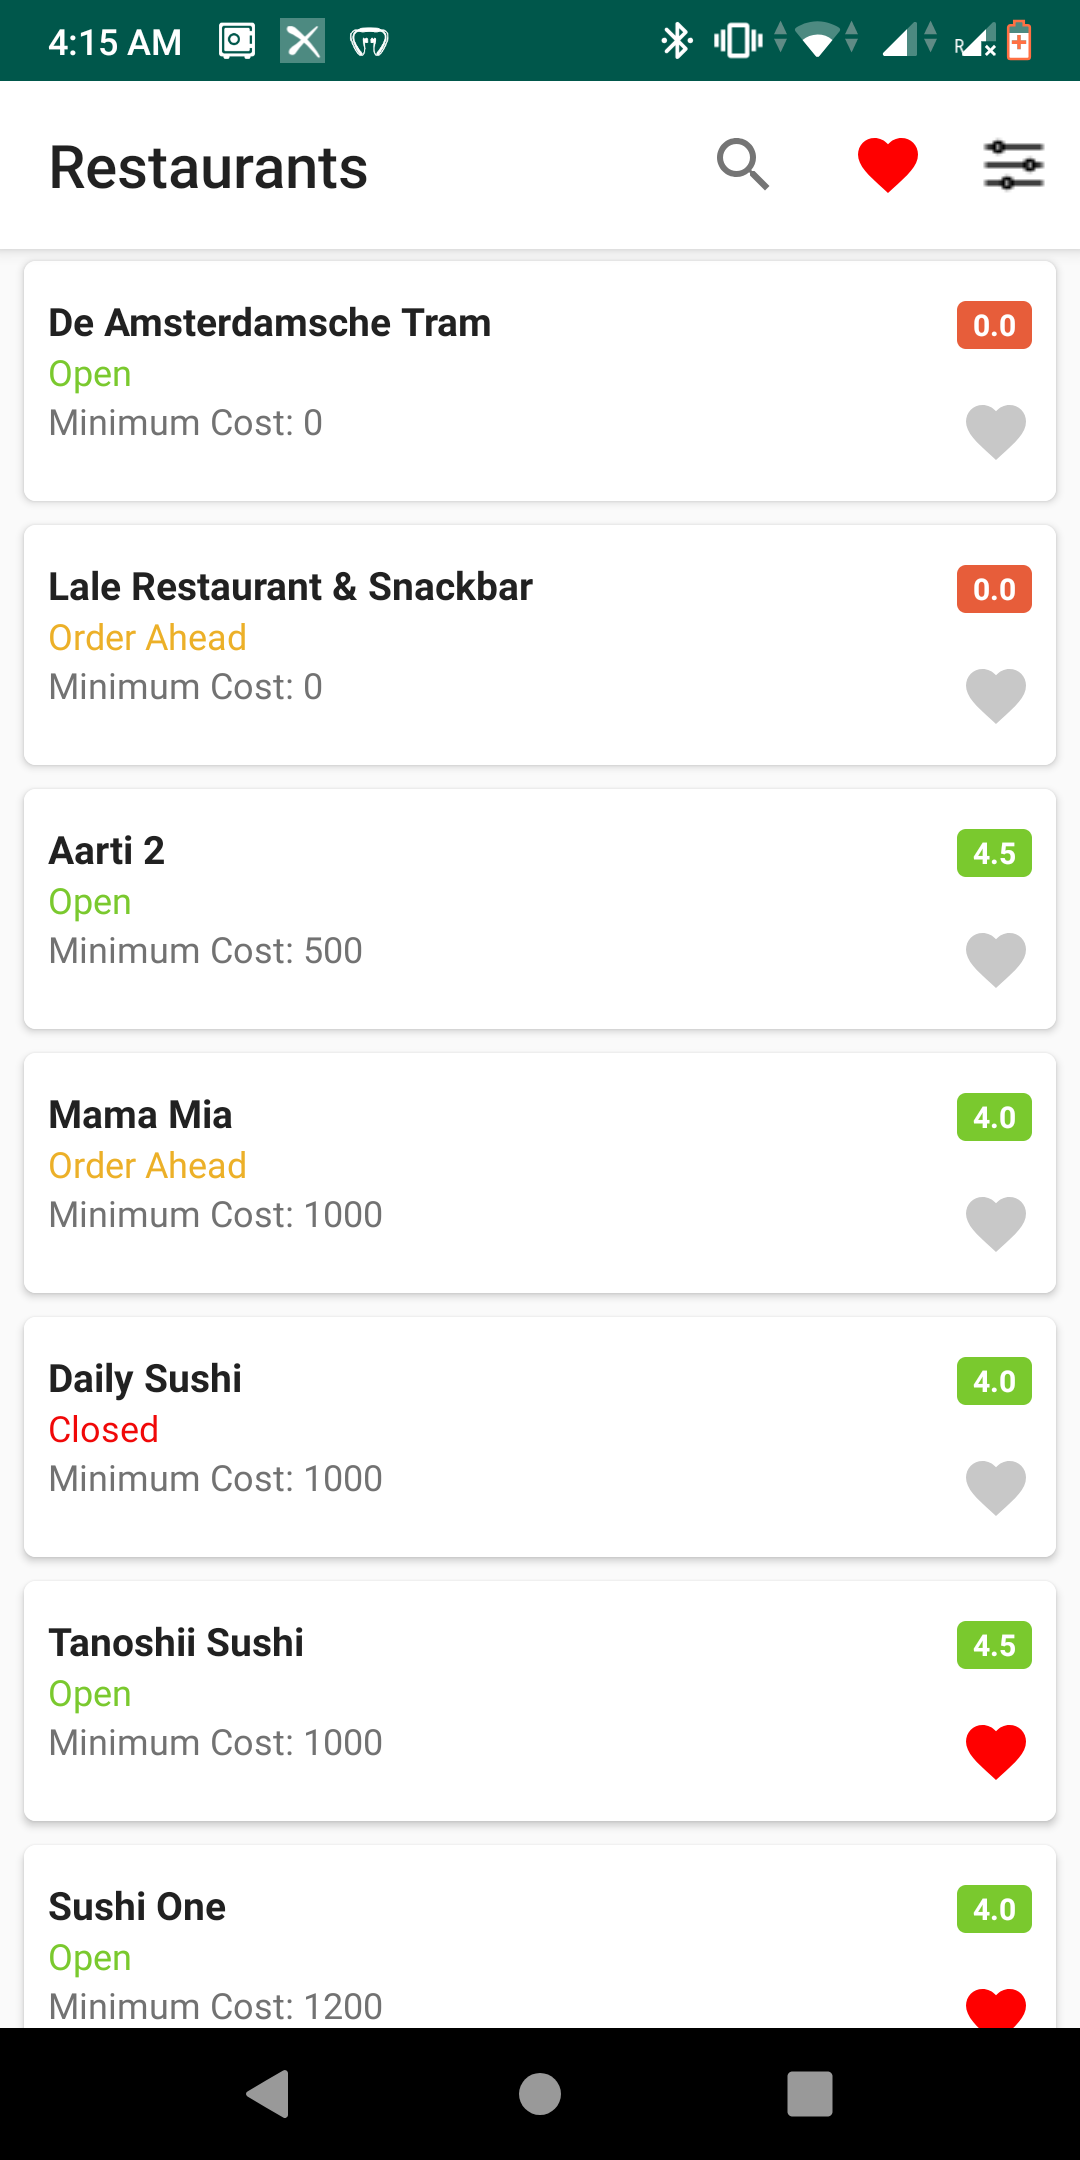 4:15 AM
R
Restaurants
De Amsterdamsche Tram
0.0
Open
Minimum Cost: 0
Lale Restaurant & Snackbar
0.0
Order Ahead
Minimum Cost: 0
Aarti 2
4.5
Open
Minimum Cost: 500
Mama Mia
4.0
Order Ahead
Minimum Cost: 1000
Daily Sushi
4.0
Closed
Minimum Cost: 1000
Tanoshii Sushi
4.5
Open
Minimum Cost: 1000
Sushi One
4.0
Open
Minimum Cost: 1200